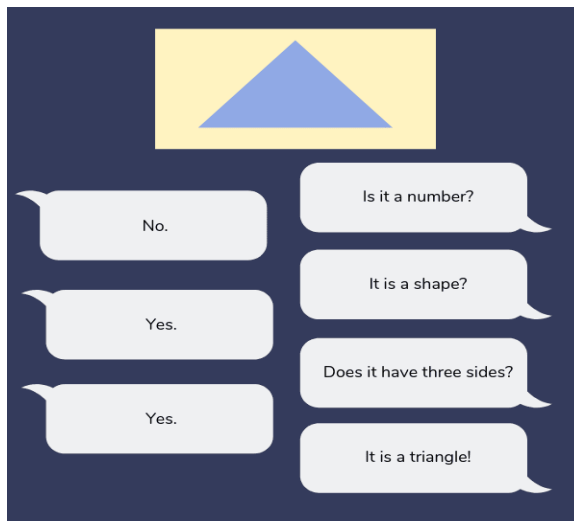 Is it a number?
No.
It is a shape?
Yes.
Does it have three sides?
Yes.
It is a triangle!